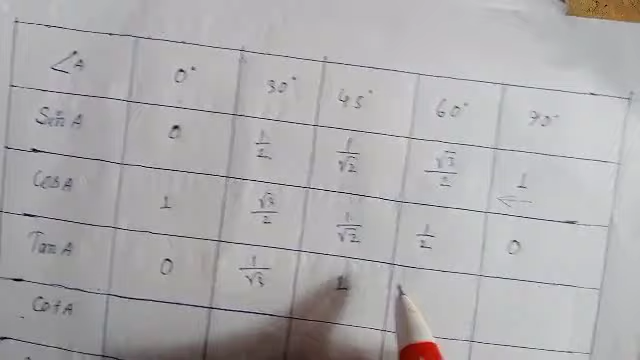 ∠A 0° 30° 45° 60° 90°
Sin A 0 1/2 1/√2 √3/2 1
Cos A 1 √3/2 1/√2 1/2 0
Tan A 0 1/√3 1
Cot A